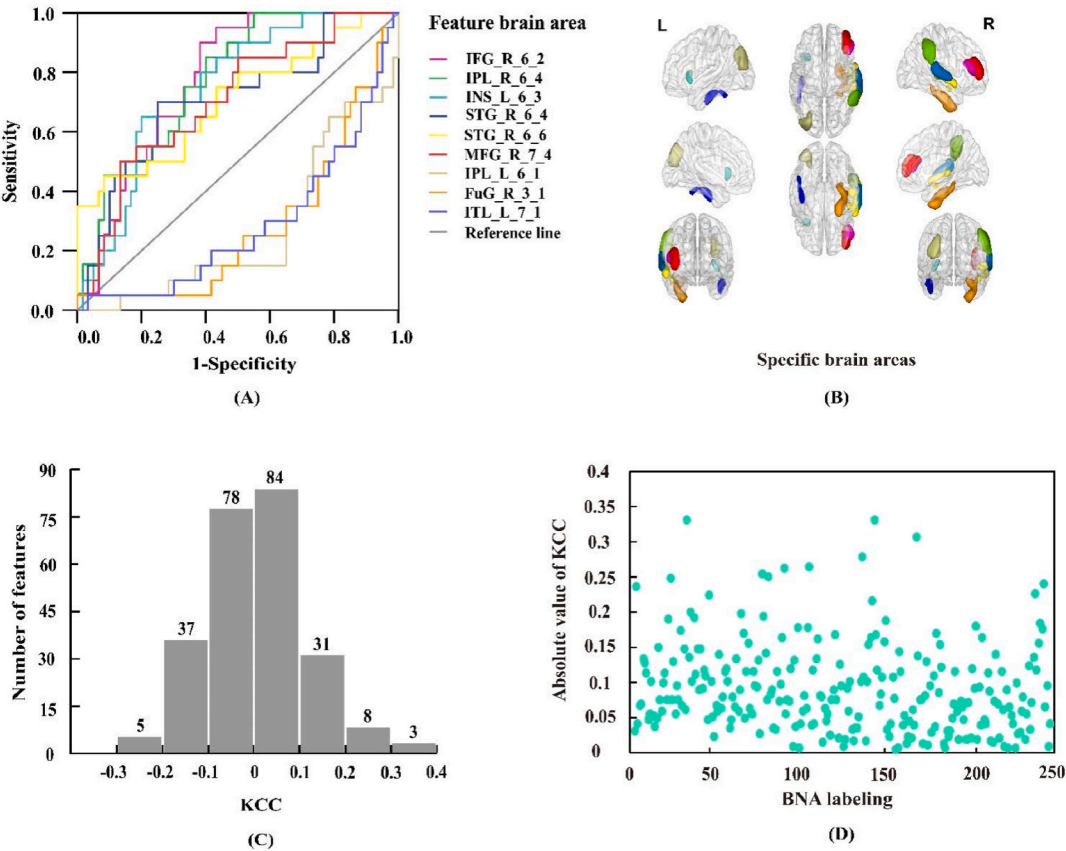 1.0
0.8
0.6
0.4
0.2
0.0
Sensitivity
0.0 0.2 0.4 0.6 0.8 1.0
1-Specificity
(A)
Feature brain area
IFG_R_6_2
IPL_R_6_4
INS_L_6_3
STG_R_6_4
STG_R_6_6
MFG_R_7_4
IPL_L_6_1
FuG_R_3_1
ITL_L_7_1
Reference line
L R
Specific brain areas
(B)
90
75
60
45
30
15
0
Number of features
5 37 78 84 31 8 3
-0.3 -0.2 -0.1 0 0.1 0.2 0.3 0.4
KCC
(C)
0.4
0.35
0.3
0.25
0.2
0.15
0.1
0.05
0
Absolute value of KCC
0 50 100 150 200 250
BNA labeling
(D)